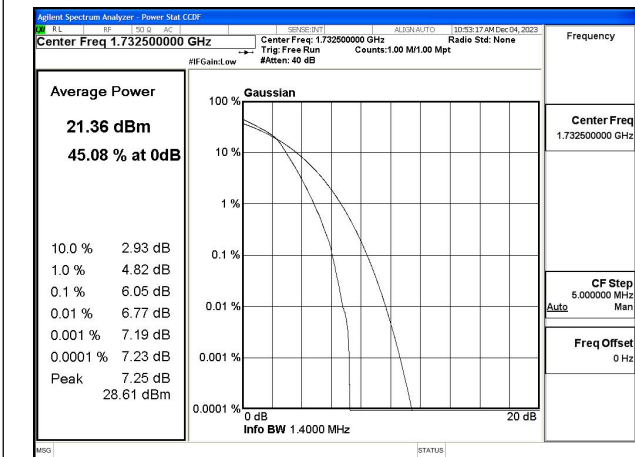 Agilent Spectrum Analyzer - Power Stat CCDF
RL RF 50 Ω AC SENSE:INT ALIGN AUTO 10:53:17 AM Dec 04, 2023
Center Freq 1.732500000 GHz
Center Freq: 1.732500000 GHz Radio Std: None
Trig: Free Run Counts:1.00 M/1.00 Mpt
#IFGain:Low #Atten: 40 dB
Frequency
Average Power
21.36 dBm
45.08 % at 0dB
10.0 % 2.93 dB
1.0 % 4.82 dB
0.1 % 6.05 dB
0.01 % 6.77 dB
0.001 % 7.19 dB
0.0001 % 7.23 dB
Peak 7.25 dB
28.61 dBm
Gaussian
100 %
10 %
1 %
0.1 %
0.01 %
0.001 %
0.0001 %
0 dB 20 dB
Info BW 1.4000 MHz
Center Freq
1.732500000 GHz
CF Step
5.000000 MHz
Auto Man
Freq Offset
0 Hz
MSG STATUS